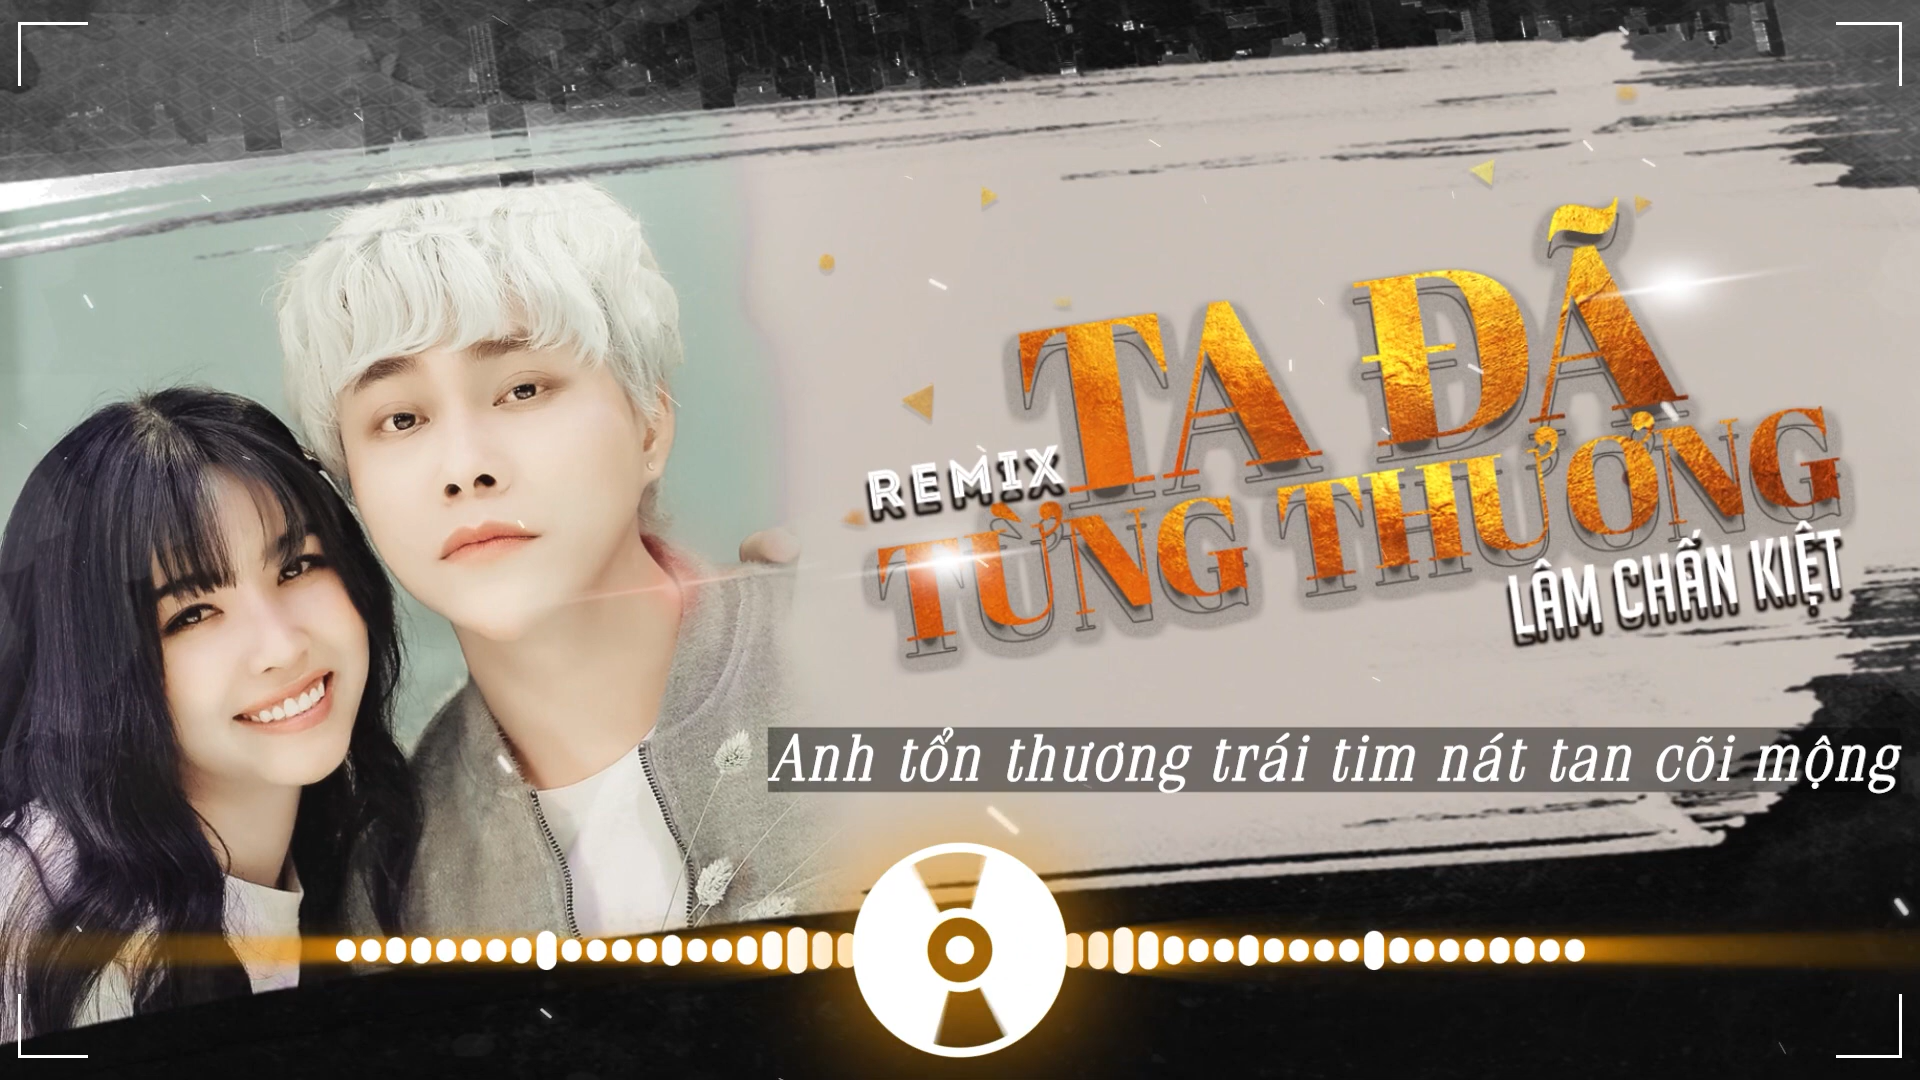 TA ĐÃ
REMIX
TỪNG THƯƠNG
LÂM CHẤN KIỆT
Anh tổn thương trái tim nát tan cõi mộng